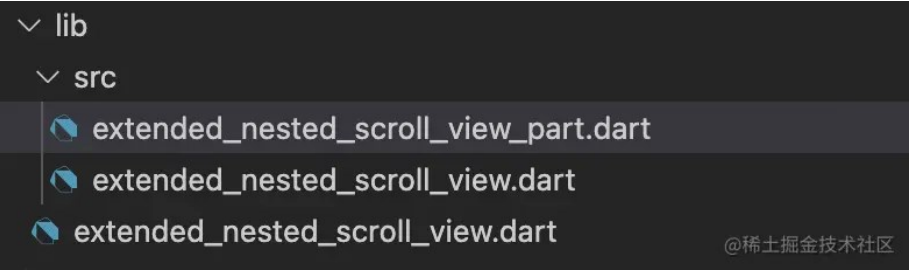 lib
src
extended_nested_scroll_view_part.dart
extended_nested_scroll_view.dart
extended_nested_scroll_view.dart
@稀土掘金技术社区